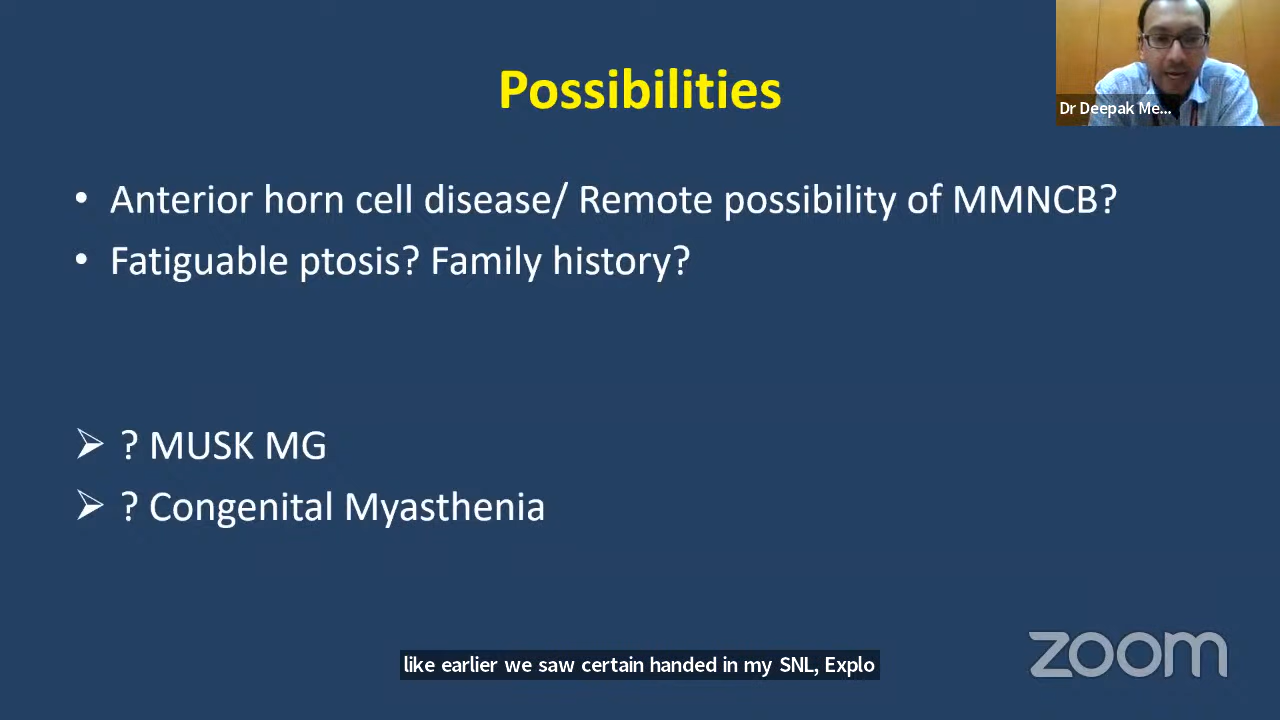 Possibilities
Dr Deepak Me...
• Anterior horn cell disease/ Remote possibility of MMNCB?
• Fatiguable ptosis? Family history?
➢ ? MUSK MG
➢ ? Congenital Myasthenia
like earlier we saw certain handed in my SNL, Explo
zoom